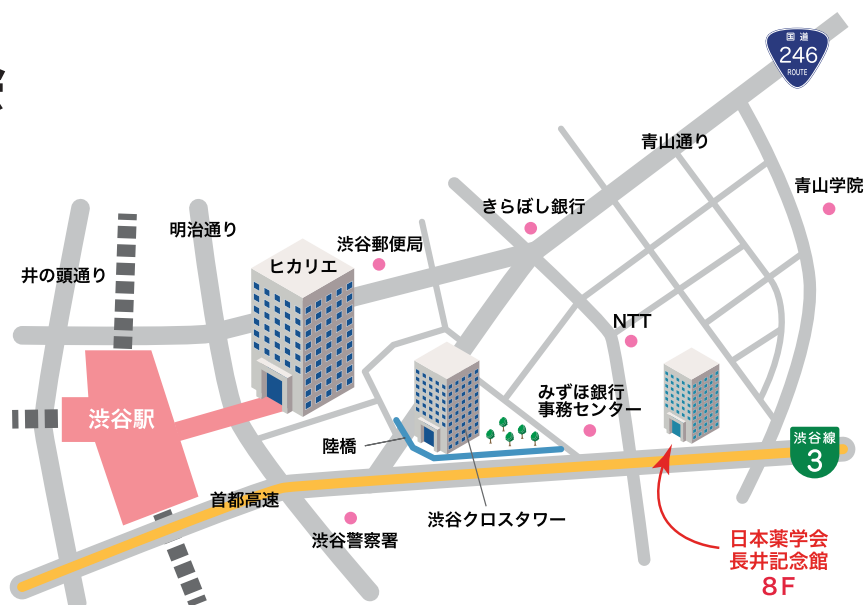 国道
246
ROUTE
青山通り
青山学院
きらぼし銀行
明治通り
渋谷郵便局
ヒカリエ
井の頭通り
NTT
みずほ銀行
事務センター
渋谷駅
陸橋
渋谷線
3
首都高速
渋谷クロスタワー
渋谷警察署
日本薬学会
長井記念館
8F